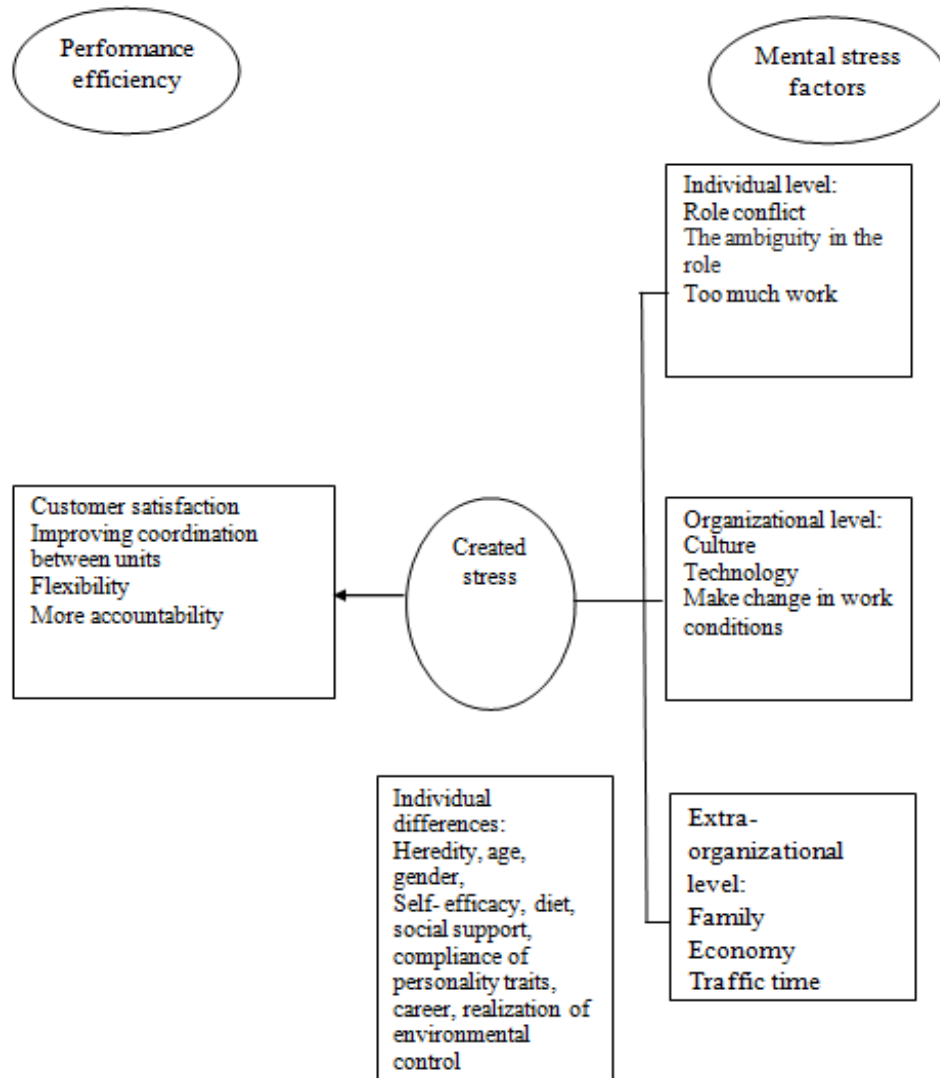 Performance
efficiency
Mental stress
factors
Individual level:
Role conflict
The ambiguity in the
role
Too much work
Customer satisfaction
Improving coordination
between units
Flexibility
More accountability
Created
stress
Organizational level:
Culture
Technology
Make change in work
conditions
Individual
differences:
Heredity, age,
gender,
Self- efficacy, diet,
social support,
compliance of
personality traits,
career, realization of
environmental
control
Extra-
organizational
level:
Family
Economy
Traffic time